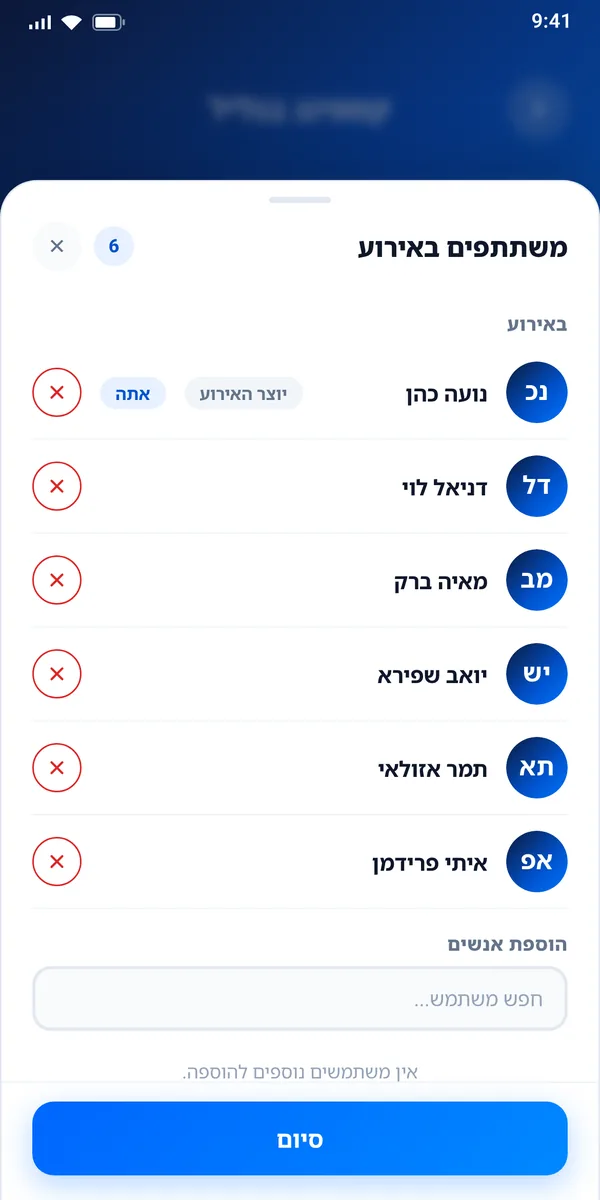 9:41
משתתפים באירוע
6
באירוע
נכ נועה כהן יוצר האירוע אתה
דל דניאל לוי
מב מאיה ברק
יש יואב שפירא
תא תמר אזולאי
אפ איתי פרידמן
הוספת אנשים
חפש משתמש...
אין משתמשים נוספים להוספה.
סיום